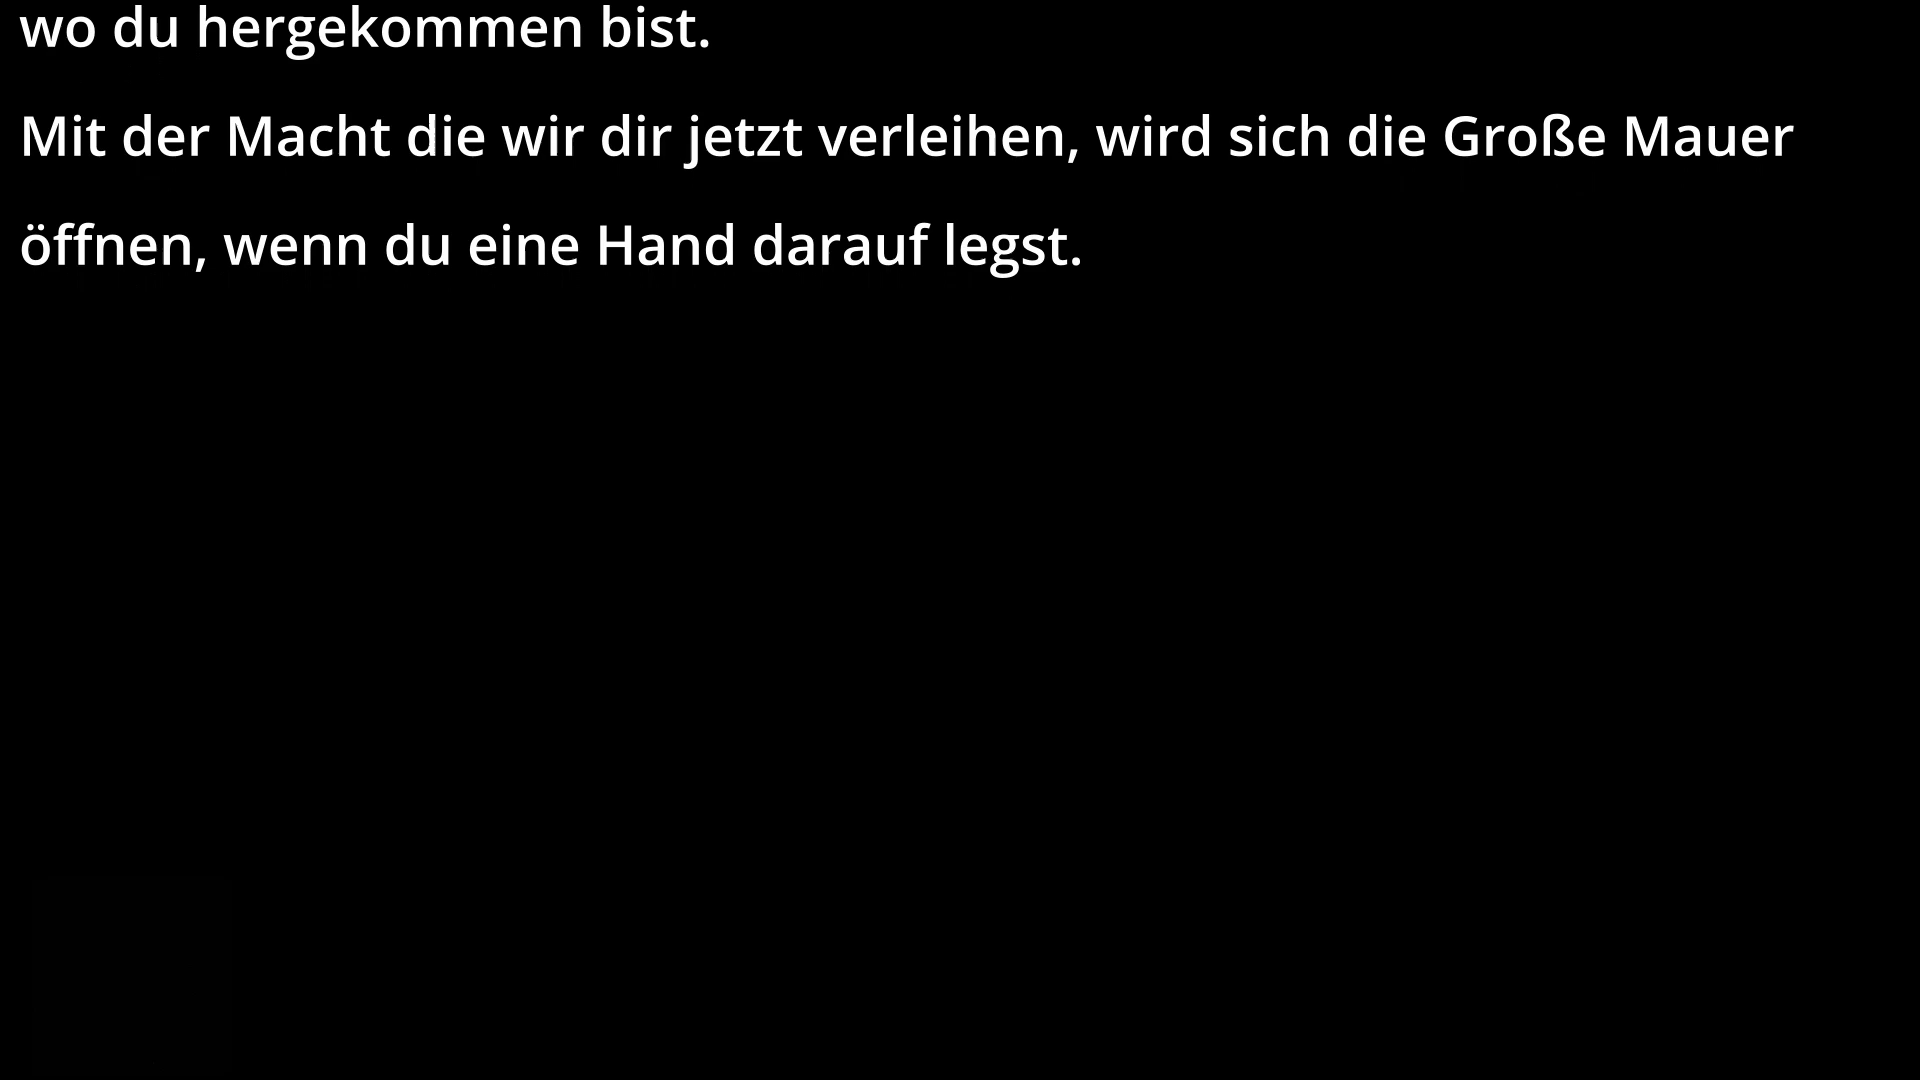 wo du hergekommen bist.
Mit der Macht die wir dir jetzt verleihen, wird sich die Große Mauer
öffnen, wenn du eine Hand darauf legst.